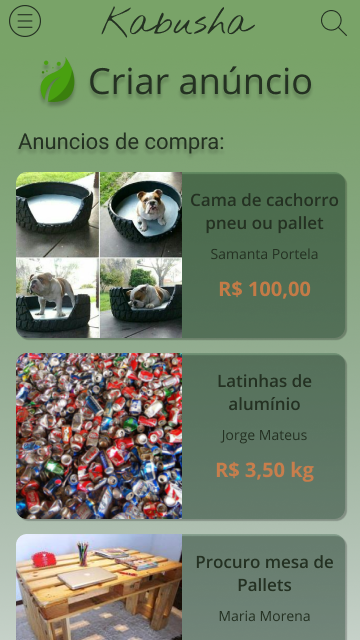 Kabusha
Criar anúncio
Anuncios de compra:
Cama de cachorro
pneu ou pallet
Samanta Portela
R$ 100,00
Latinhas de
alumínio
Jorge Mateus
R$ 3,50 kg
Procuro mesa de
Pallets
Maria Morena